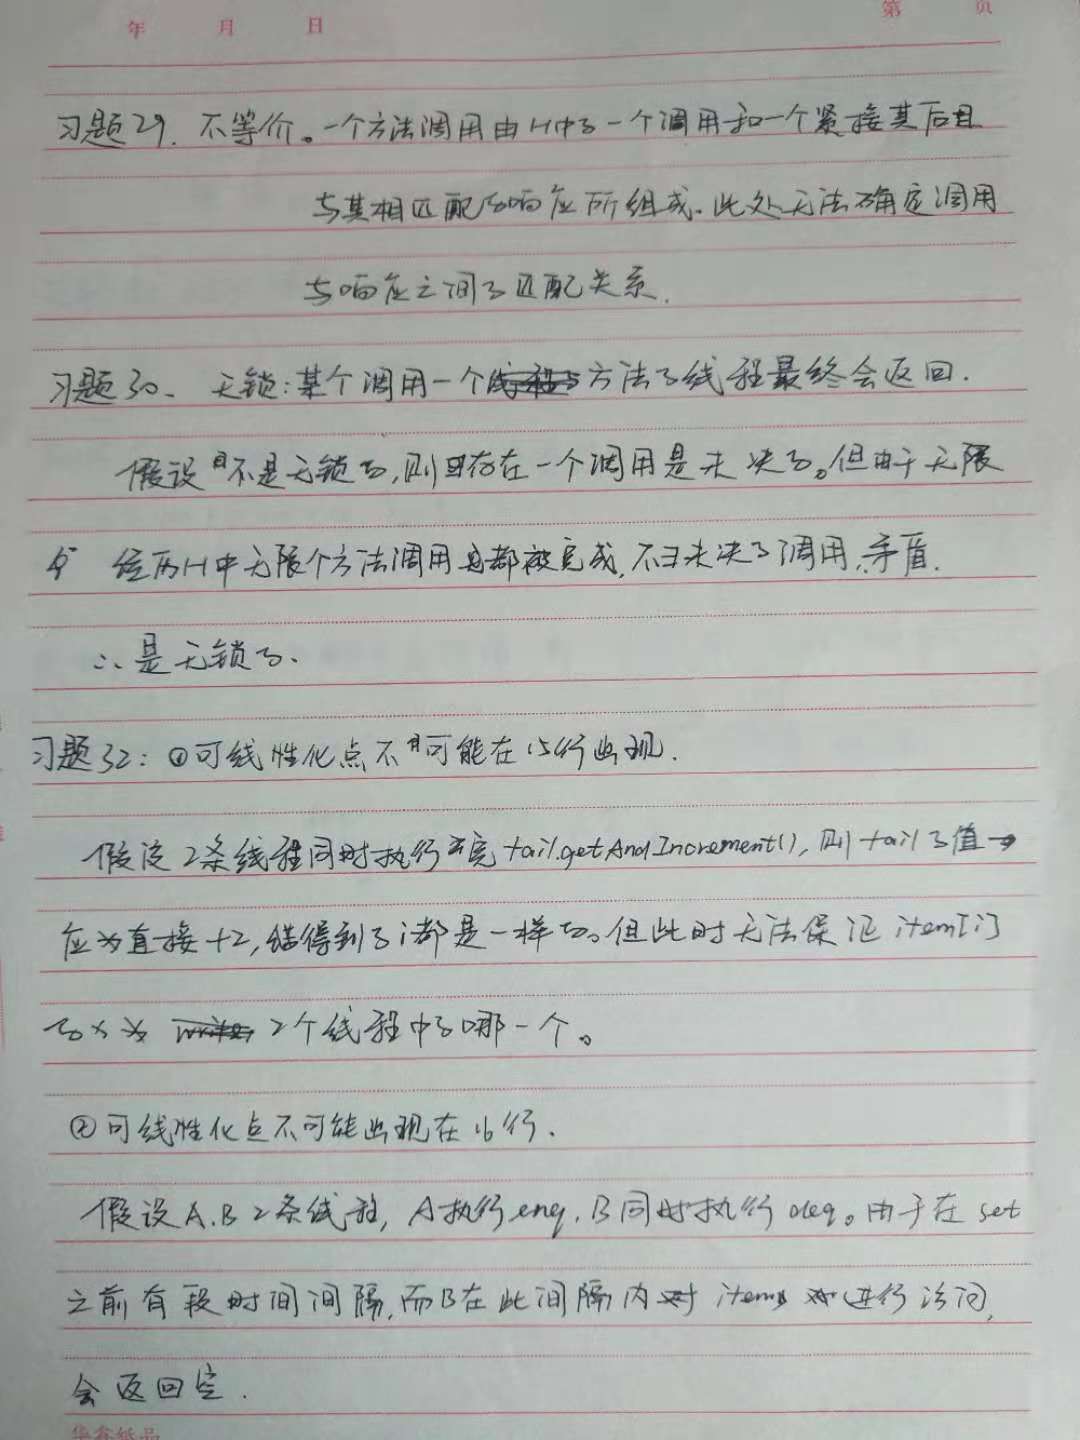 年 月 日
第 页
习题29. 不等价。一个方法调用由H中的一个调用和一个紧接其后且
与其相匹配的响应所组成。此处无法确定调用
与响应之间的匹配关系.
习题30、 无锁:某个调用一个方法的线程最终会返回.
假设不是无锁的,则存在一个调用是未决的。但由于无限
经历H中无限个方法调用都被完成,不∃未决的调用,矛盾.
∴是无锁的.
习题32: ①可线性化点不可能在15行出现.
假设2条线程同时执行完tail.getAndIncrement(),则tail的值
应为直接+2,得到的i都是一样的。但此时无法保证item[i]
的x为 2个线程中的哪一个。
②可线性化点不可能出现在16行.
假设A.B 2条线程, A执行enq.B同时执行deq。由于在set
之前有段时间间隔,而B在此间隔内对items进行访问,
会返回空.
华鑫纸品